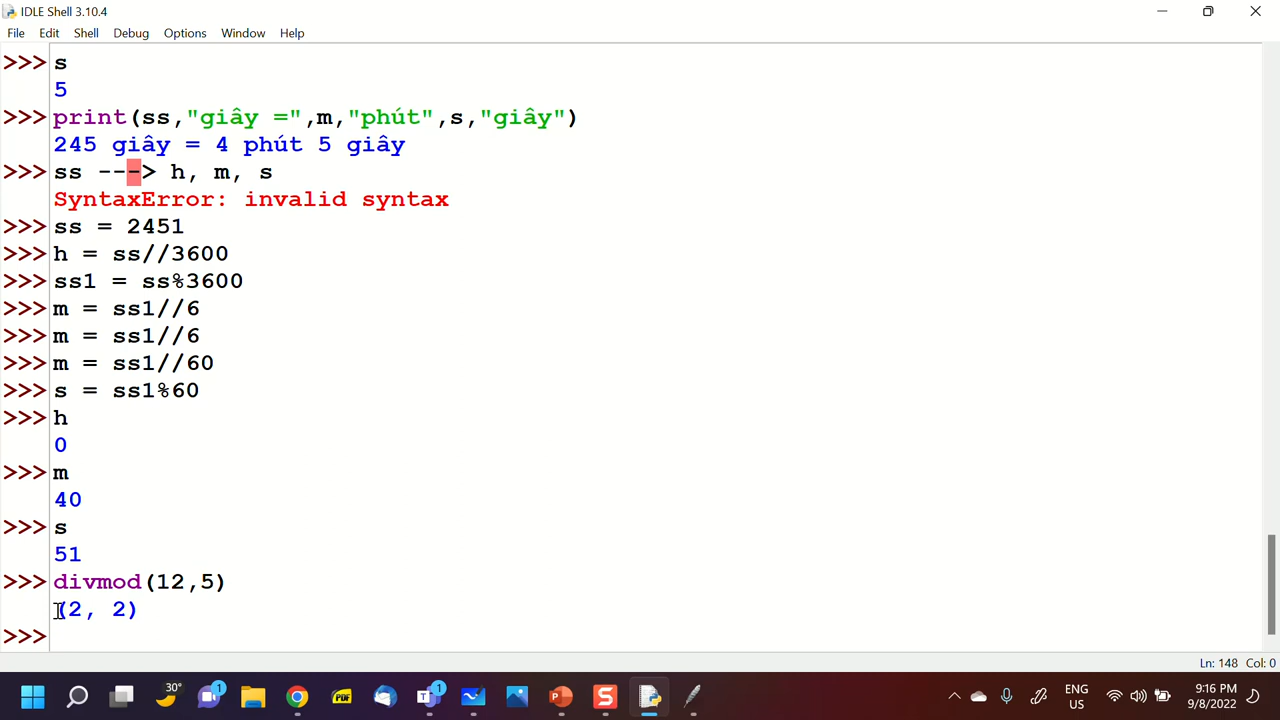 IDLE Shell 3.10.4
File Edit Shell Debug Options Window Help
>>> s
5
>>> print(ss,"giây =",m,"phút",s,"giây")
245 giây = 4 phút 5 giây
>>> ss ---> h, m, s
SyntaxError: invalid syntax
>>> ss = 2451
>>> h = ss//3600
>>> ss1 = ss%3600
>>> m = ss1//6
>>> m = ss1//6
>>> m = ss1//60
>>> s = ss1%60
>>> h
0
>>> m
40
>>> s
51
>>> divmod(12,5)
(2, 2)
>>>
Ln: 148 Col: 0
30° 1 PDF T 1 P S ENG US 9:16 PM 9/8/2022